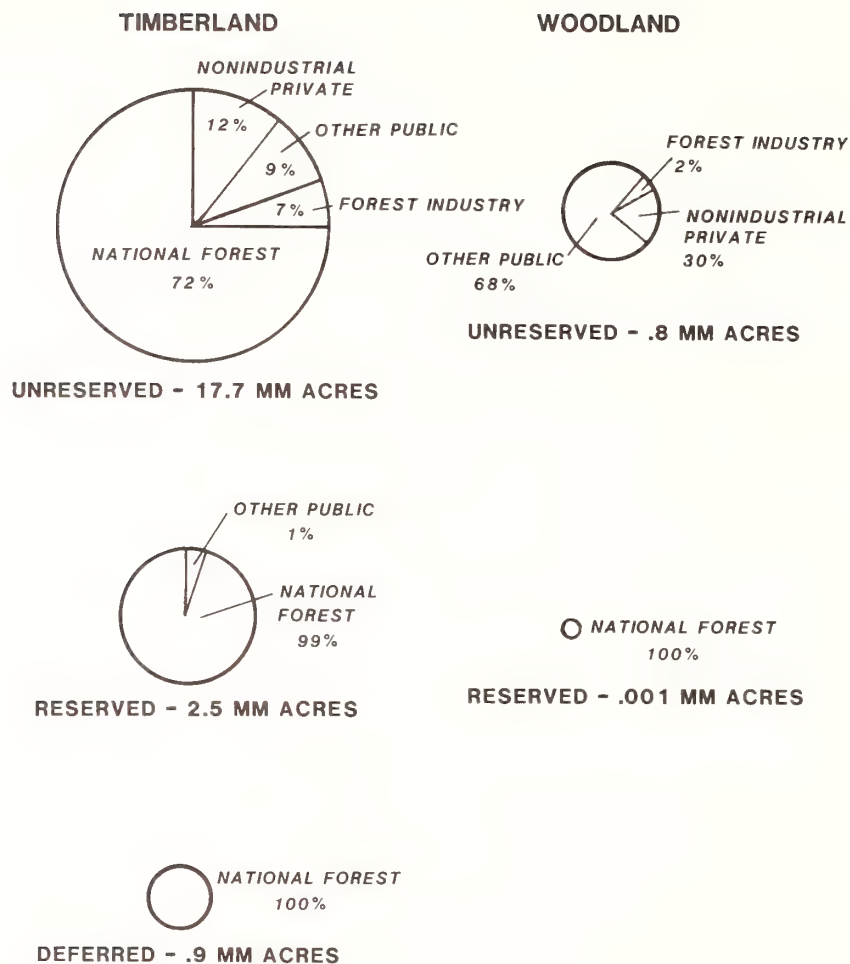 TIMBERLAND
NONINDUSTRIAL
PRIVATE
12%
OTHER PUBLIC
9%
7%
FOREST INDUSTRY
NATIONAL FOREST
72%
UNRESERVED - 17.7 MM ACRES
WOODLAND
FOREST INDUSTRY
2%
NONINDUSTRIAL
PRIVATE
30%
OTHER PUBLIC
68%
UNRESERVED - .8 MM ACRES
OTHER PUBLIC
1%
NATIONAL
FOREST
99%
RESERVED - 2.5 MM ACRES
NATIONAL FOREST
100%
RESERVED - .001 MM ACRES
NATIONAL FOREST
100%
DEFERRED - .9 MM ACRES